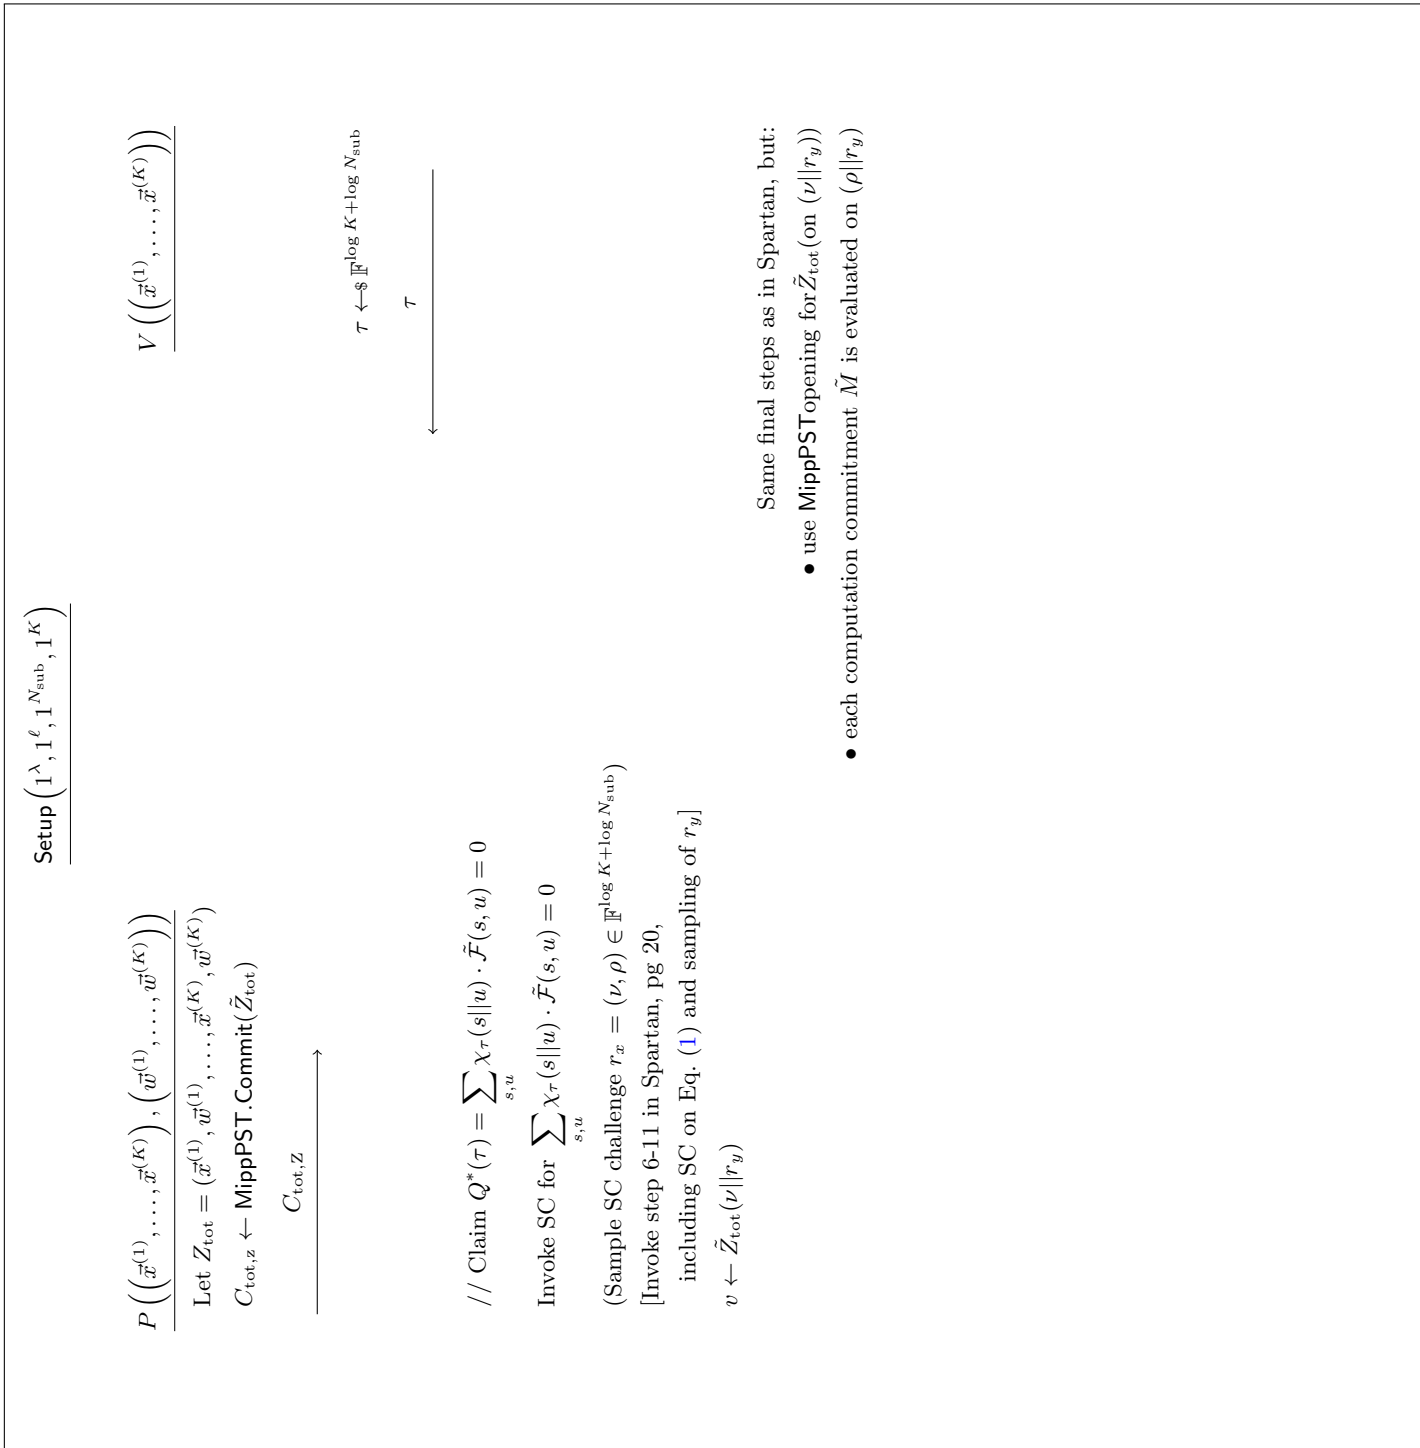 Setup (1^λ, 1^ℓ, 1^{N_sub}, 1^K)
P ((x⃗^(1), …, x⃗^(K)), (w⃗^(1), …, w⃗^(K)))
V ((x⃗^(1), …, x⃗^(K)))
Let Z_tot = (x⃗^(1), w⃗^(1), …, x⃗^(K), w⃗^(K))
C_{tot,z} ← MippPST.Commit(Z̃_tot)
C_{tot,Z}
τ ←$ 𝔽^{log K+log N_sub}
τ
// Claim Q*(τ) = ∑_{s,u} χ_τ(s||u) · ℱ̃(s, u) = 0
Invoke SC for ∑_{s,u} χ_τ(s||u) · ℱ̃(s, u) = 0
(Sample SC challenge r_x = (ν, ρ) ∈ 𝔽^{log K+log N_sub})
[Invoke step 6-11 in Spartan, pg 20,
including SC on Eq. (1) and sampling of r_y]
v ← Z̃_tot(ν||r_y)
Same final steps as in Spartan, but:
• use MippPSTopening forZ̃_tot(on (ν||r_y))
• each computation commitment M̃ is evaluated on (ρ||r_y)